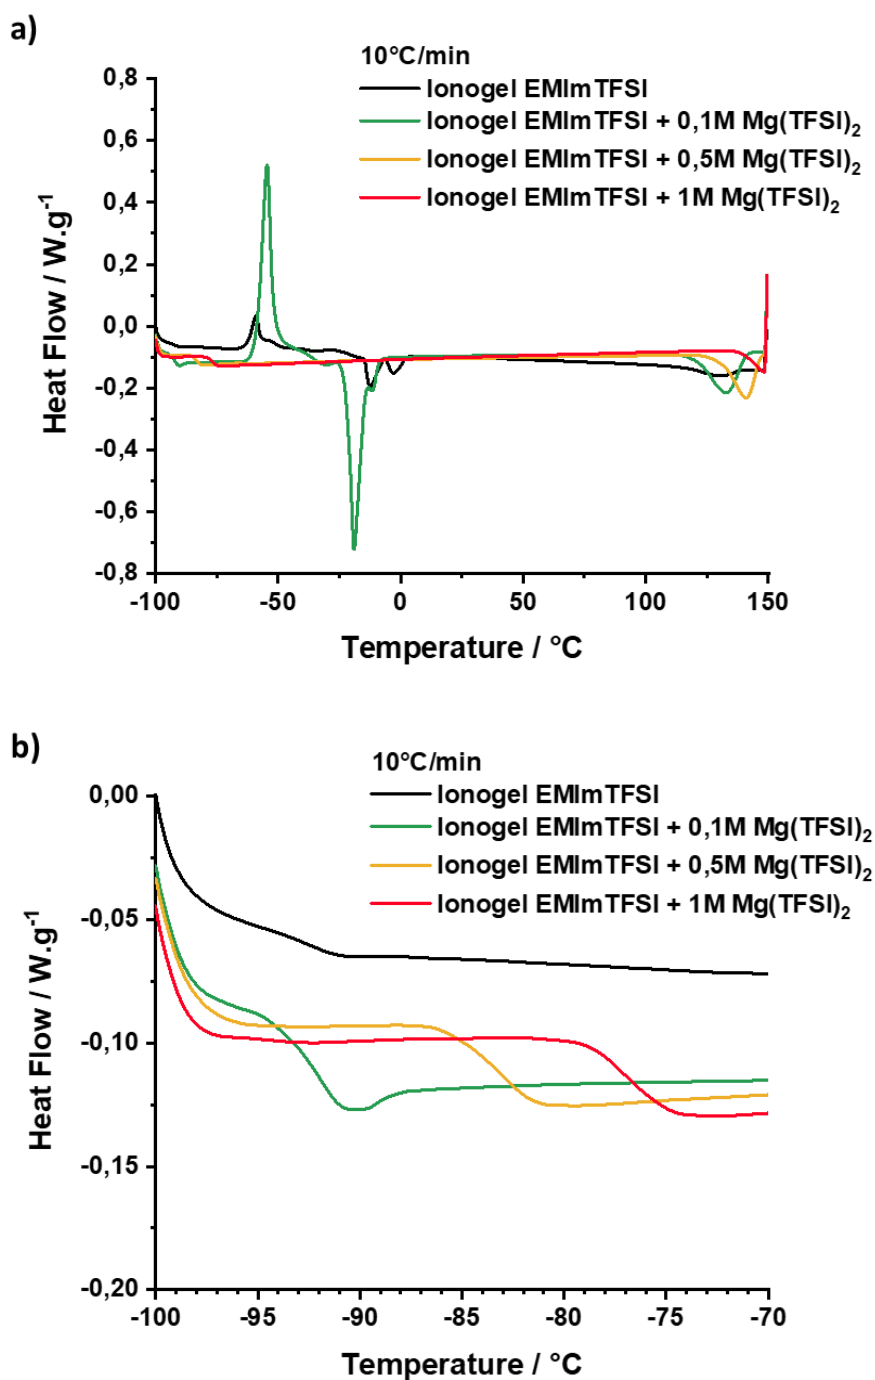 a)
10°C/min
Ionogel EMImTFSI
Ionogel EMImTFSI + 0,1M Mg(TFSI)₂
Ionogel EMImTFSI + 0,5M Mg(TFSI)₂
Ionogel EMImTFSI + 1M Mg(TFSI)₂
Heat Flow / W.g⁻¹
0,8
0,6
0,4
0,2
0,0
-0,2
-0,4
-0,6
-0,8
-100
-50
0
50
100
150
Temperature / °C
b)
10°C/min
Ionogel EMImTFSI
Ionogel EMImTFSI + 0,1M Mg(TFSI)₂
Ionogel EMImTFSI + 0,5M Mg(TFSI)₂
Ionogel EMImTFSI + 1M Mg(TFSI)₂
Heat Flow / W.g⁻¹
0,00
-0,05
-0,10
-0,15
-0,20
-100
-95
-90
-85
-80
-75
-70
Temperature / °C